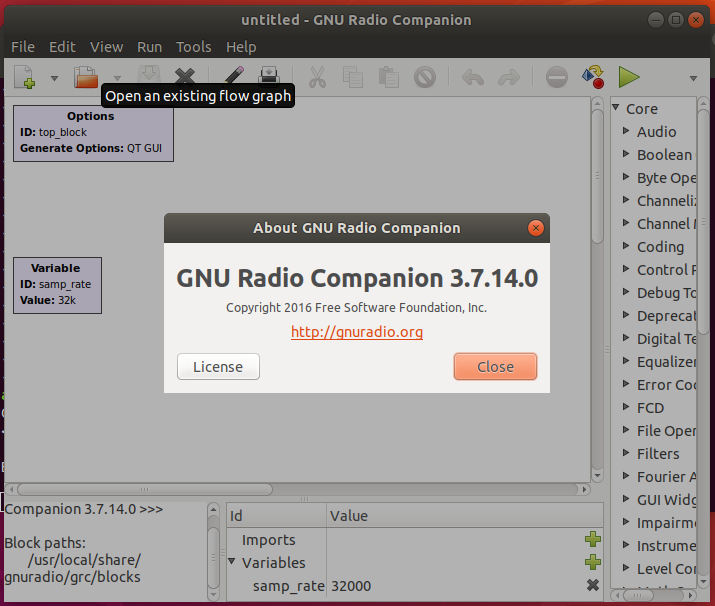 untitled - GNU Radio Companion
File Edit View Run Tools Help
Open an existing flow graph
Options
ID: top_block
Generate Options: QT GUI
Variable
ID: samp_rate
Value: 32k
About GNU Radio Companion
GNU Radio Companion 3.7.14.0
Copyright 2016 Free Software Foundation, Inc.
http://gnuradio.org
License
Close
Core
Audio
Boolean
Byte Ope
Channeliz
Channel M
Coding
Control P
Debug To
Deprecat
Digital Te
Equalizer
Error Cod
FCD
File Oper
Filters
Fourier A
GUI Widg
Impairme
Instrume
Level Con
Companion 3.7.14.0 >>>
Block paths:
/usr/local/share/
gnuradio/grc/blocks
Id Value
Imports
Variables
samp_rate 32000